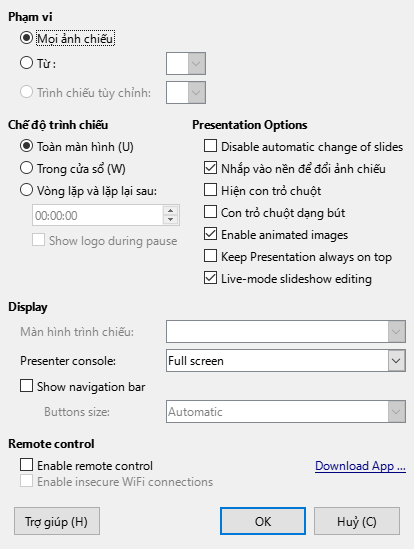 Phạm vi
Mọi ảnh chiếu
Từ :
Trình chiếu tùy chỉnh:
Chế độ trình chiếu
Toàn màn hình (U)
Trong cửa sổ (W)
Vòng lặp và lặp lại sau:
00:00:00
Show logo during pause
Presentation Options
Disable automatic change of slides
Nhắp vào nền để đổi ảnh chiếu
Hiện con trỏ chuột
Con trỏ chuột dạng bút
Enable animated images
Keep Presentation always on top
Live-mode slideshow editing
Display
Màn hình trình chiếu:
Presenter console: Full screen
Show navigation bar
Buttons size: Automatic
Remote control
Enable remote control Download App ...
Enable insecure WiFi connections
Trợ giúp (H) OK Huỷ (C)